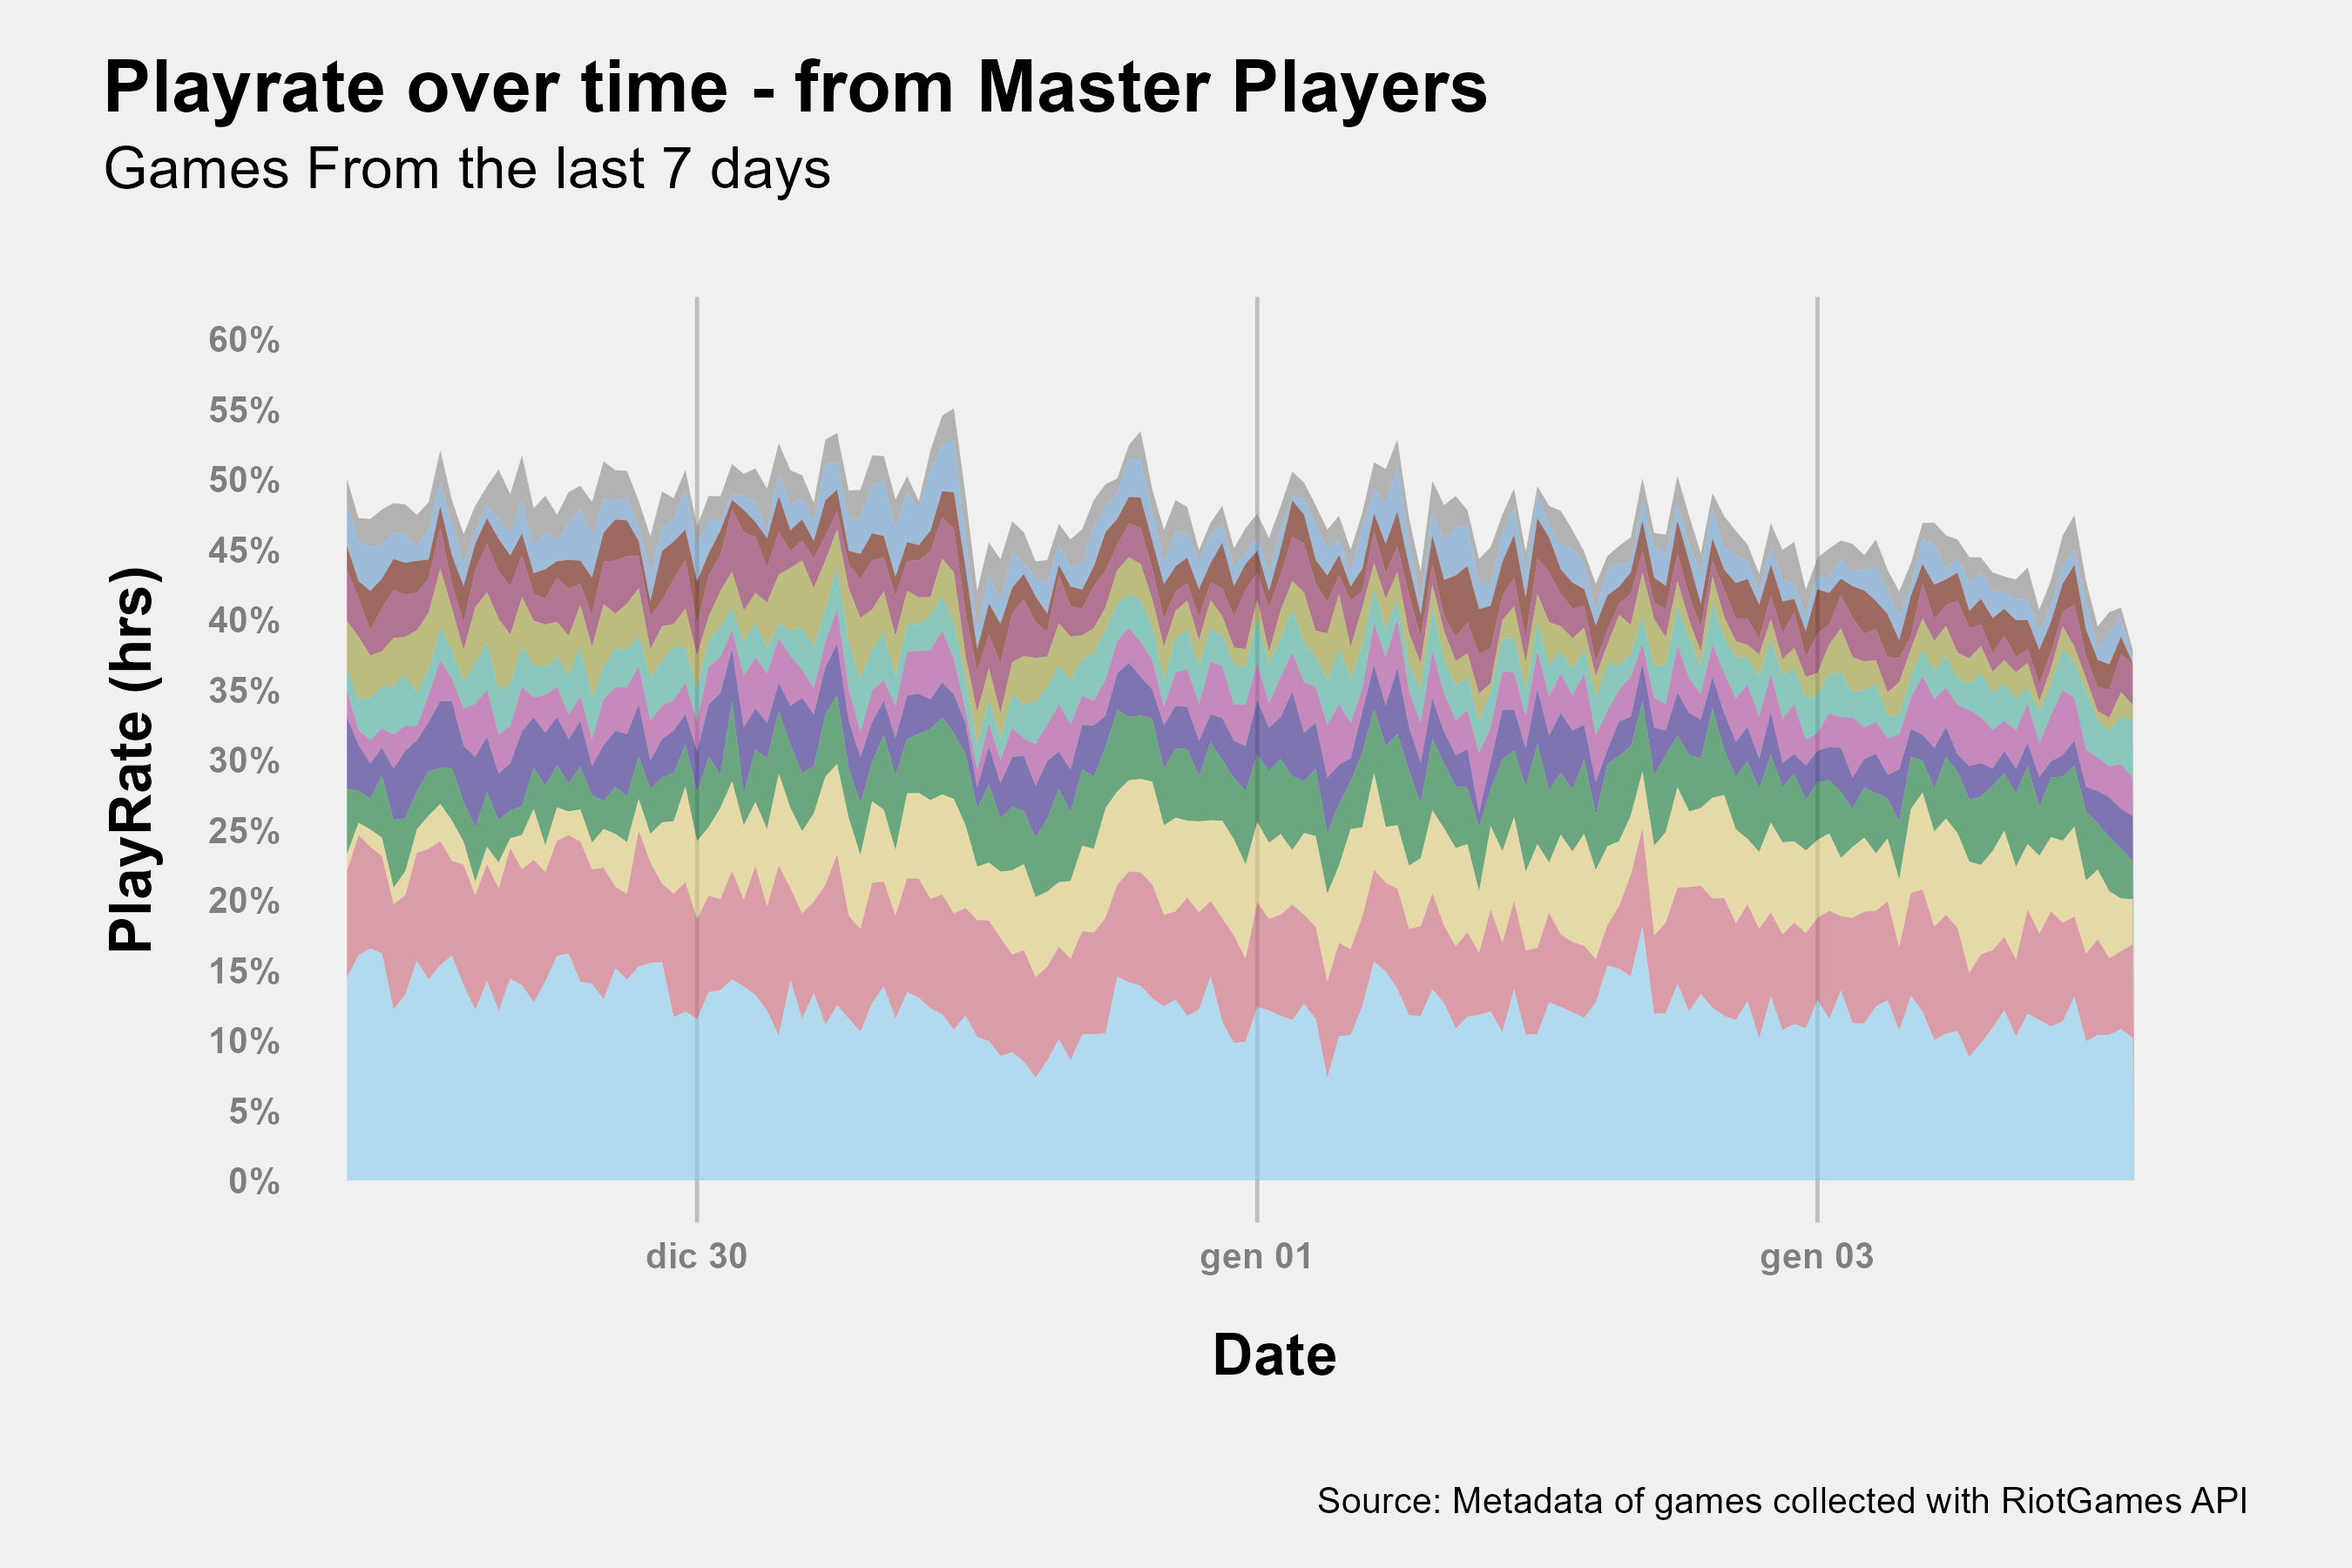 Playrate over time - from Master Players
Games From the last 7 days
PlayRate (hrs)
60%
55%
50%
45%
40%
35%
30%
25%
20%
15%
10%
5%
0%
dic 30
gen 01
gen 03
Date
Source: Metadata of games collected with RiotGames API